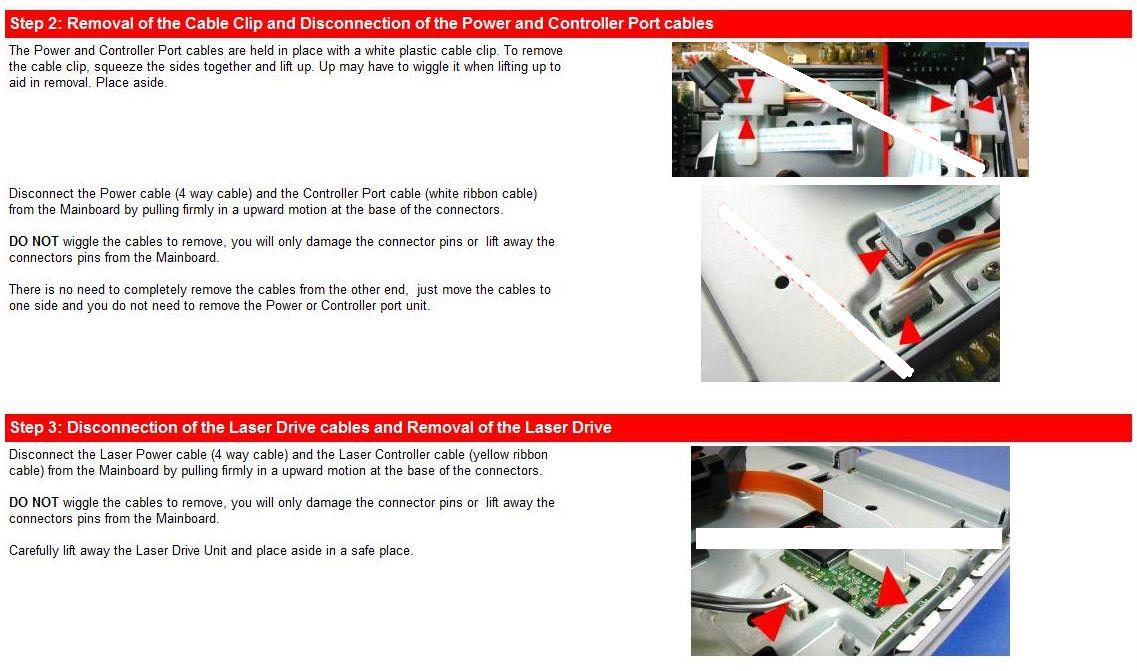 Step 2: Removal of the Cable Clip and Disconnection of the Power and Controller Port cables
The Power and Controller Port cables are held in place with a white plastic cable clip. To remove
the cable clip, squeeze the sides together and lift up. Up may have to wiggle it when lifting up to
aid in removal. Place aside.
Disconnect the Power cable (4 way cable) and the Controller Port cable (white ribbon cable)
from the Mainboard by pulling firmly in a upward motion at the base of the connectors.
DO NOT wiggle the cables to remove, you will only damage the connector pins or lift away the
connectors pins from the Mainboard.
There is no need to completely remove the cables from the other end, just move the cables to
one side and you do not need to remove the Power or Controller port unit.
Step 3: Disconnection of the Laser Drive cables and Removal of the Laser Drive
Disconnect the Laser Power cable (4 way cable) and the Laser Controller cable (yellow ribbon
cable) from the Mainboard by pulling firmly in a upward motion at the base of the connectors.
DO NOT wiggle the cables to remove, you will only damage the connector pins or lift away the
connectors pins from the Mainboard.
Carefully lift away the Laser Drive Unit and place aside in a safe place.